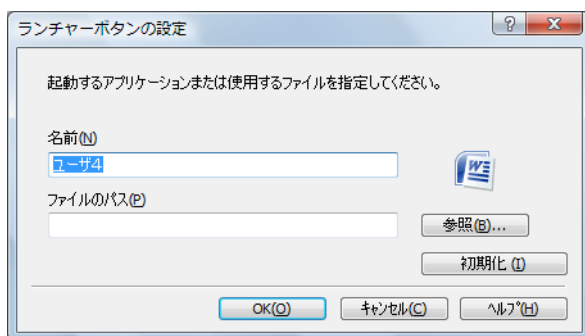 ランチャーボタンの設定
起動するアプリケーションまたは使用するファイルを指定してください。
名前(N)
ユーザ4
ファイルのパス(P)
参照(B)...
初期化 (I)
OK(O)
キャンセル(C)
ヘルプ(H)